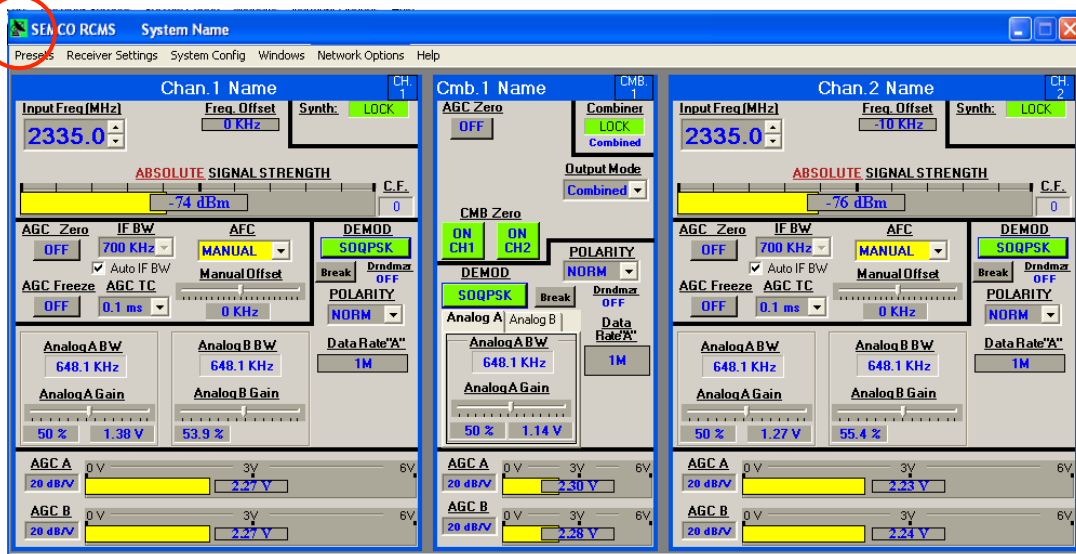 SEMCO RCMS System Name
Presets Receiver Settings System Config Windows Network Options Help
Chan.1 Name
CH.
1
Input Freq (MHz)
Freq. Offset
Synth: LOCK
2335.0
0 KHz
ABSOLUTE SIGNAL STRENGTH
C.F.
-74 dBm
0
AGC Zero
IF BW
AFC
DEMOD
OFF
700 KHz
MANUAL
SOQPSK
Auto IF BW
Break
Drndmzr
OFF
AGC Freeze
AGC TC
Manual Offset
POLARITY
OFF
0.1 ms
0 KHz
NORM
Analog A BW
Analog B BW
Data Rate"A"
648.1 KHz
648.1 KHz
1M
Analog A Gain
Analog B Gain
50 %
1.38 V
53.9 %
AGC A
0 V
3V
6V
20 dB/V
2.27 V
AGC B
0 V
3V
6V
20 dB/V
2.27 V
Cmb.1 Name
CMB.
1
AGC Zero
Combiner
OFF
LOCK
Combined
Output Mode
Combined
CMB Zero
ON
CH1
ON
CH2
POLARITY
DEMOD
NORM
SOQPSK
Break
Drndmzr
OFF
Analog A
Analog B
Data
Rate"A"
Analog A BW
648.1 KHz
1M
Analog A Gain
50 %
1.14 V
AGC A
0 V
3V
6V
20 dB/V
2.30 V
AGC B
0 V
3V
6V
20 dB/V
2.28 V
Chan.2 Name
CH.
2
Input Freq (MHz)
Freq. Offset
Synth: LOCK
2335.0
-10 KHz
ABSOLUTE SIGNAL STRENGTH
C.F.
-76 dBm
0
AGC Zero
IF BW
AFC
DEMOD
OFF
700 KHz
MANUAL
SOQPSK
Auto IF BW
Break
Drndmzr
OFF
AGC Freeze
AGC TC
Manual Offset
POLARITY
OFF
0.1 ms
0 KHz
NORM
Analog A BW
Analog B BW
Data Rate"A"
648.1 KHz
648.1 KHz
1M
Analog A Gain
Analog B Gain
50 %
1.27 V
55.4 %
AGC A
0 V
3V
6V
20 dB/V
2.23 V
AGC B
0 V
3V
6V
20 dB/V
2.24 V